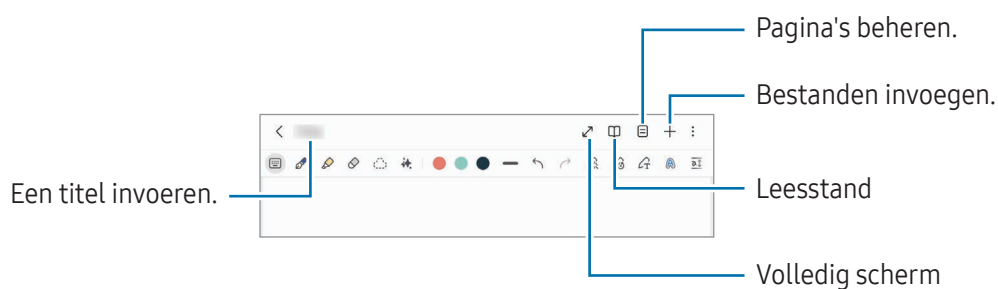 Pagina's beheren.
Bestanden invoegen.
Een titel invoeren.
Leesstand
Volledig scherm